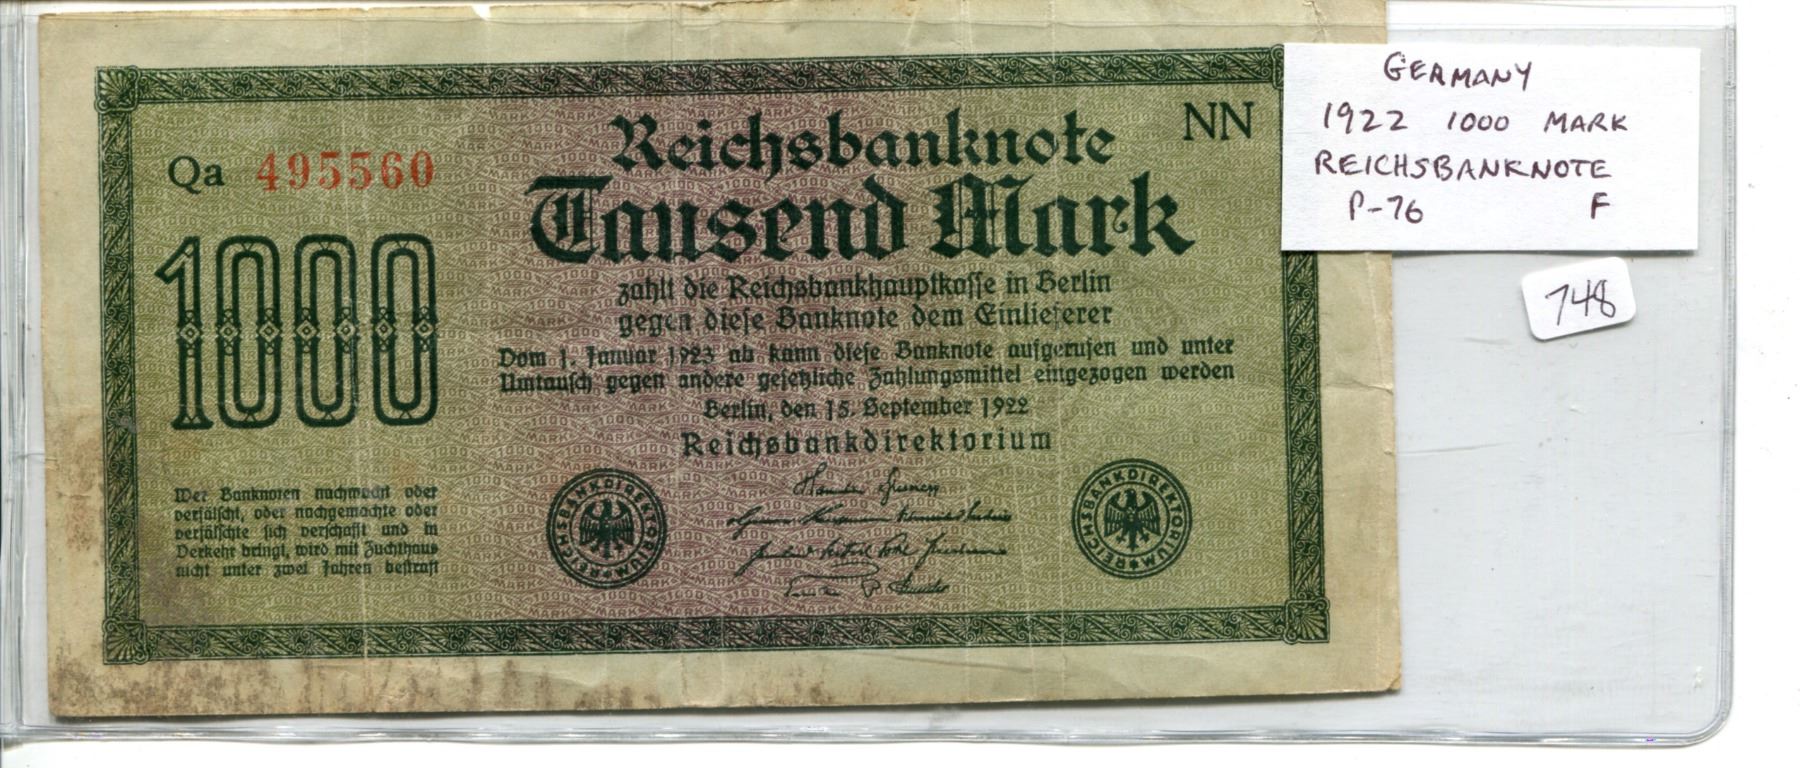 GERMANY
1922 1000 MARK
REICHSBANKNOTE
P-76 F
748
NN
Qa 495560
1000
Reichsbanknote
Tausend Mark
zahlt die Reichsbankhauptkasse in Berlin
gegen diese Banknote dem Einlieferer
Vom 1. Januar 1923 ab kann diese Banknote aufgerufen und unter
Umtausch gegen andere gesetzliche Zahlungsmittel eingezogen werden
Berlin, den 15. September 1922
Reichsbankdirektorium
Wer Banknoten nachmacht oder
verfälscht, oder nachgemachte oder
verfälschte sich verschafft und in
Verkehr bringt, wird mit Zuchthaus
nicht unter zwei Jahren bestraft
REICHSBANKDIREKTORIUM
REICHSBANKDIREKTORIUM